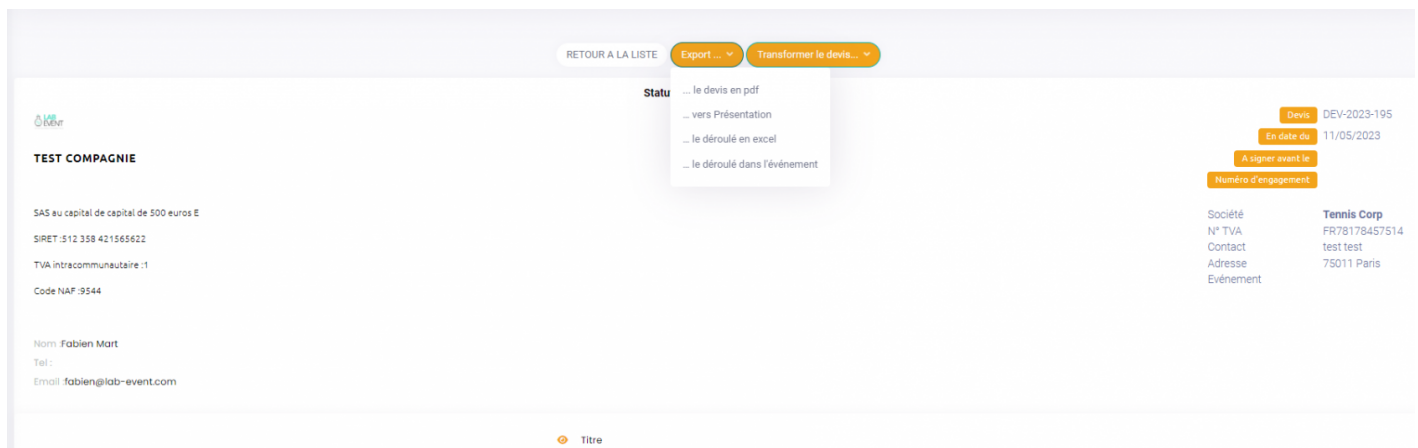 RETOUR A LA LISTE
Export ...
Transformer le devis...
... le devis en pdf
... vers Présentation
... le déroulé en excel
... le déroulé dans l'événement
Statu
LAB
EVENT
TEST COMPAGNIE
SAS au capital de capital de 500 euros E
SIRET :512 358 421565622
TVA intracommunautaire :1
Code NAF :9544
Nom :Fabien Mart
Tel :
Email :fabien@lab-event.com
Devis DEV-2023-195
En date du 11/05/2023
A signer avant le
Numéro d'engagement
Société Tennis Corp
N° TVA FR78178457514
Contact test test
Adresse 75011 Paris
Evénement
Titre